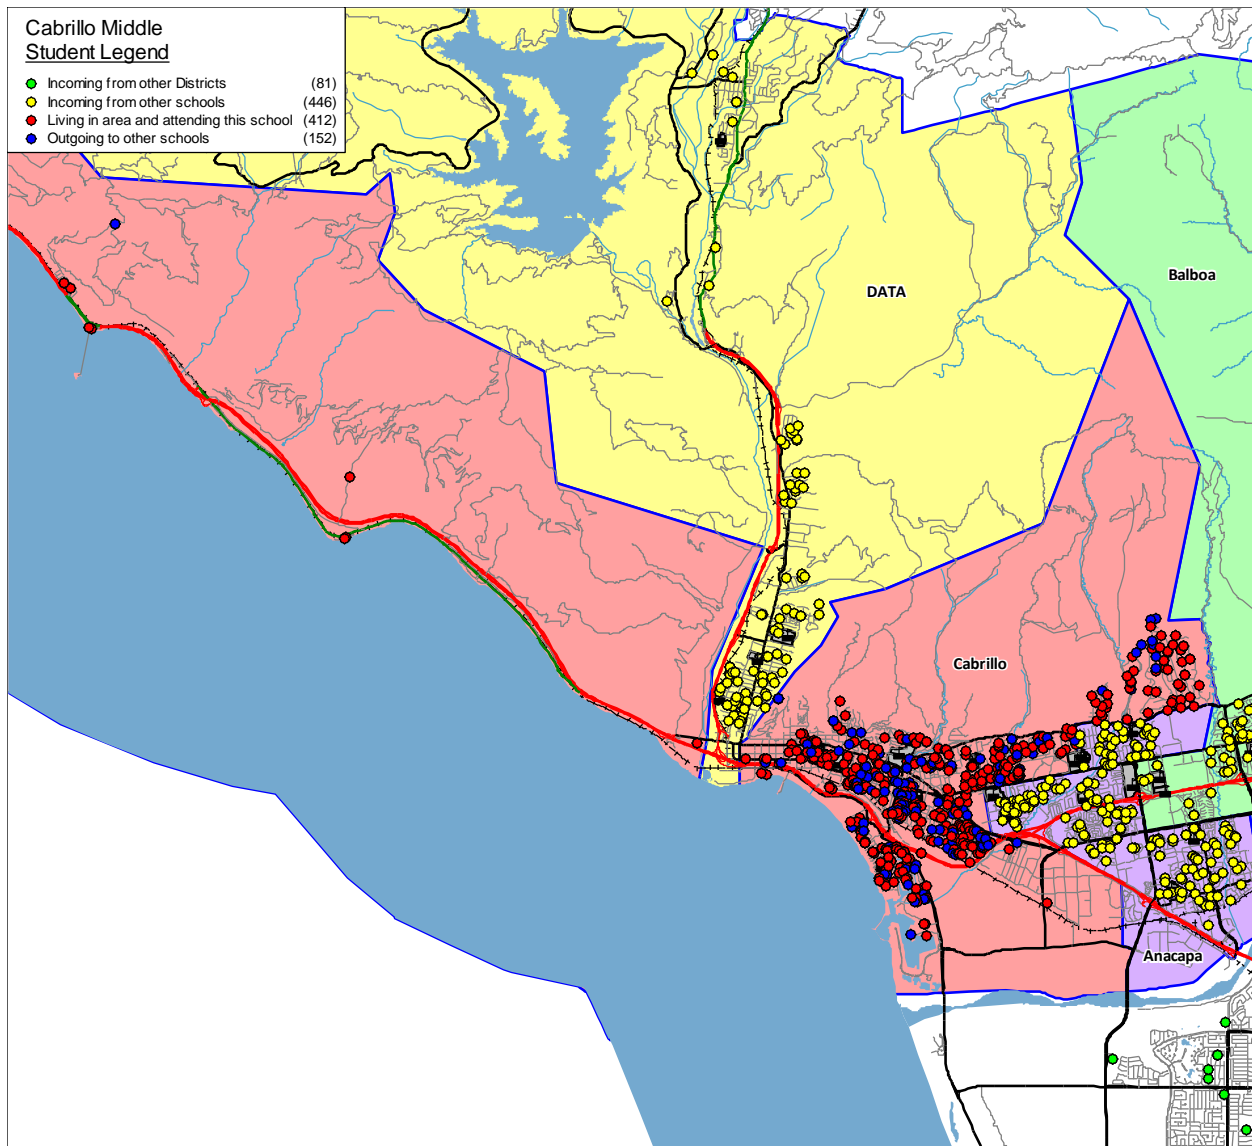 Cabrillo Middle
Student Legend
Incoming from other Districts (81)
Incoming from other schools (446)
Living in area and attending this school (412)
Outgoing to other schools (152)
Balboa
DATA
Cabrillo
Anacapa